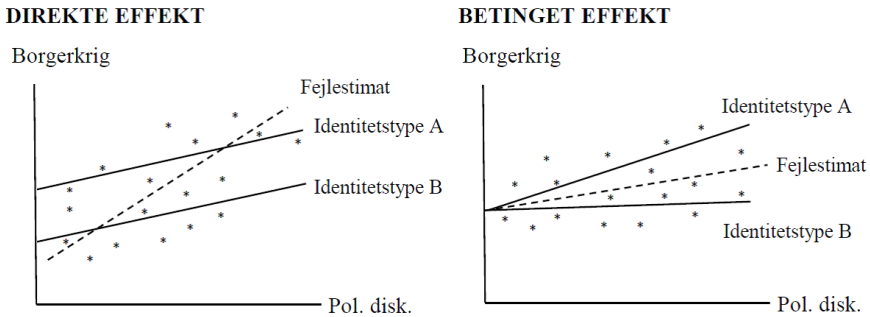 DIREKTE EFFEKT
Borgerkrig
Fejlestimat
Identitetstype A
Identitetstype B
Pol. disk.
BETINGET EFFEKT
Borgerkrig
Identitetstype A
Fejlestimat
Identitetstype B
Pol. disk.